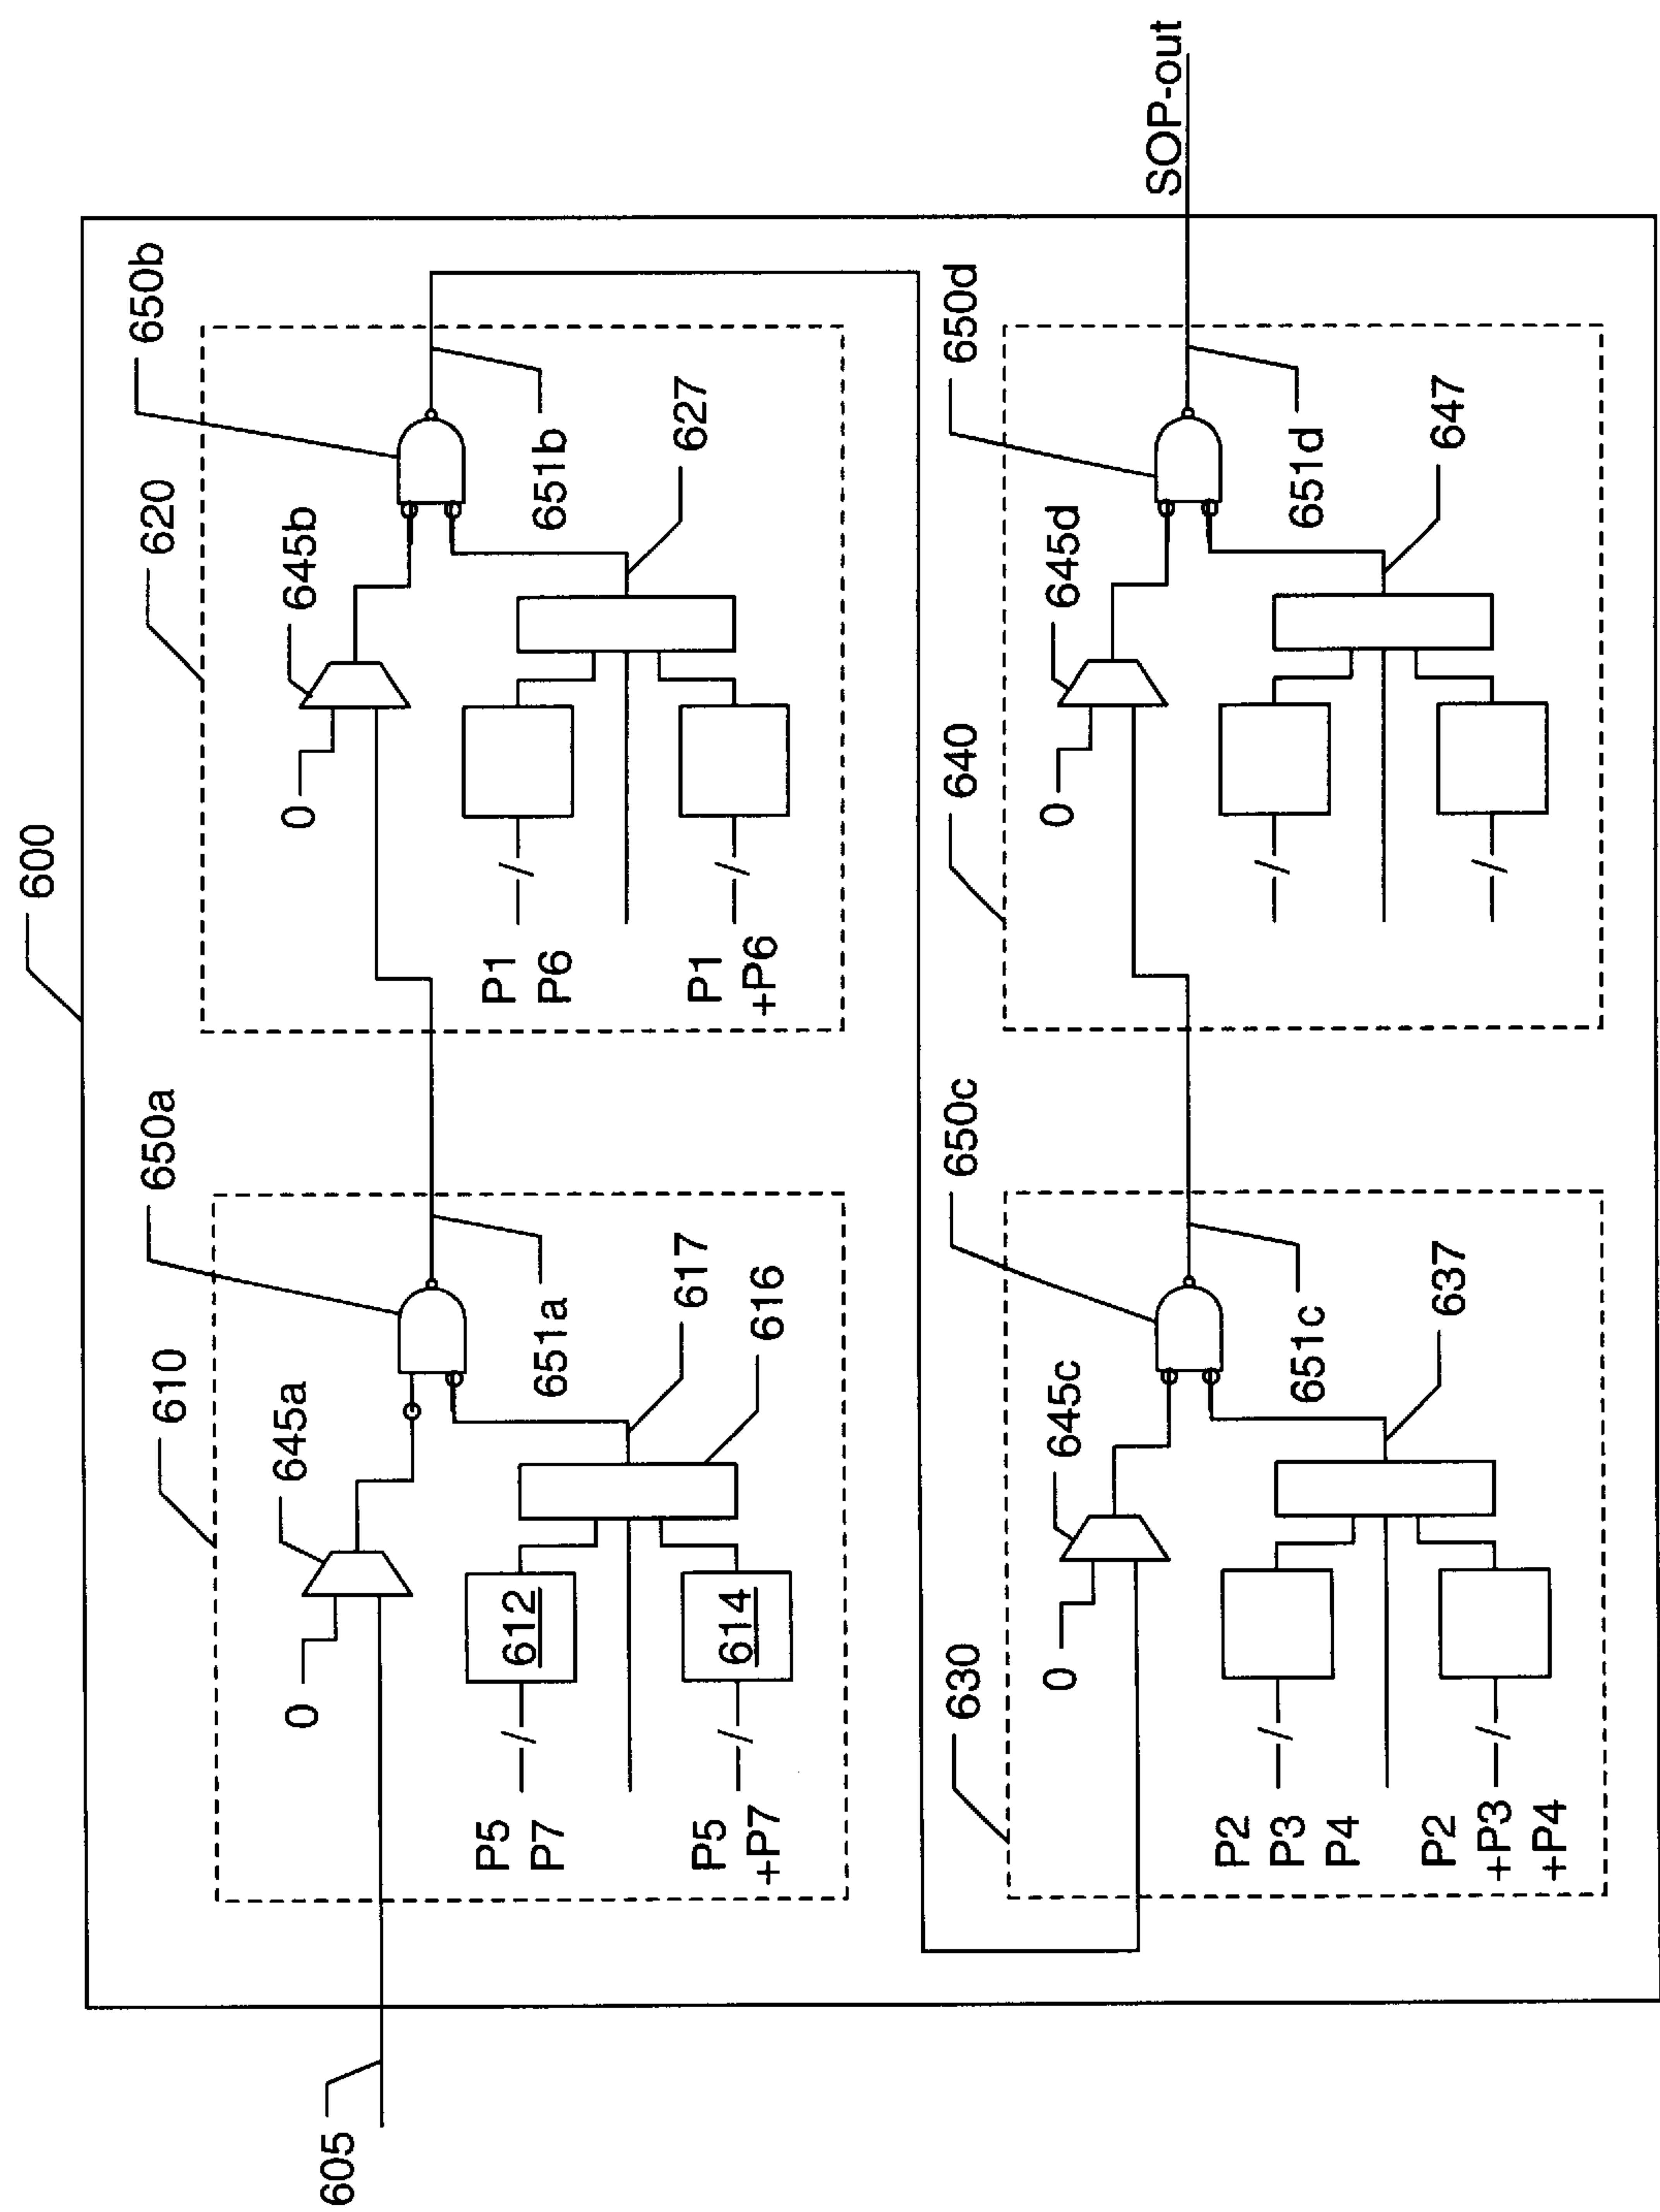 600
610
650a
620
650b
645a
645b
0
0
P5
P7
612
651a
P1
P6
651b
617
627
P5
+P7
614
616
P1
+P6
605
630
650c
640
650d
SOP-out
645c
645d
0
0
P2
P3
P4
651c
651d
637
647
P2
+P3
+P4